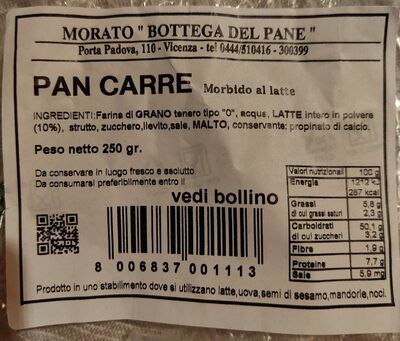 MORATO " BOTTEGA DEL PANE "
Porta Padova, 110 - Vicenza - tel 0444/510416 - 300399
PAN CARRE Morbido al latte
INGREDIENTI:Farina di GRANO tenero tipo "0", acqua, LATTE intero in polvere
(10%), strutto, zucchero,lievito,sale, MALTO, conservante: propinato di calcio.
Peso netto 250 gr.
Da conservare in luogo fresco e asciutto.
Da consumarsi preferibilmente entro il
vedi bollino
Valori nutrizionali 100 g
Energia 1212 kJ
287 kcal
Grassi 5,8 g
di cui grassi saturi 2,3 g
Carboidrati 50,1 g
di cui zuccheri 3,2 g
Fibre 1,9 g
Proteine 7,7 g
Sale 5,9 mg
8 006837 001113
Prodotto in uno stabilimento dove si utilizzano latte,uova,semi di sesamo,mandorle,noci.